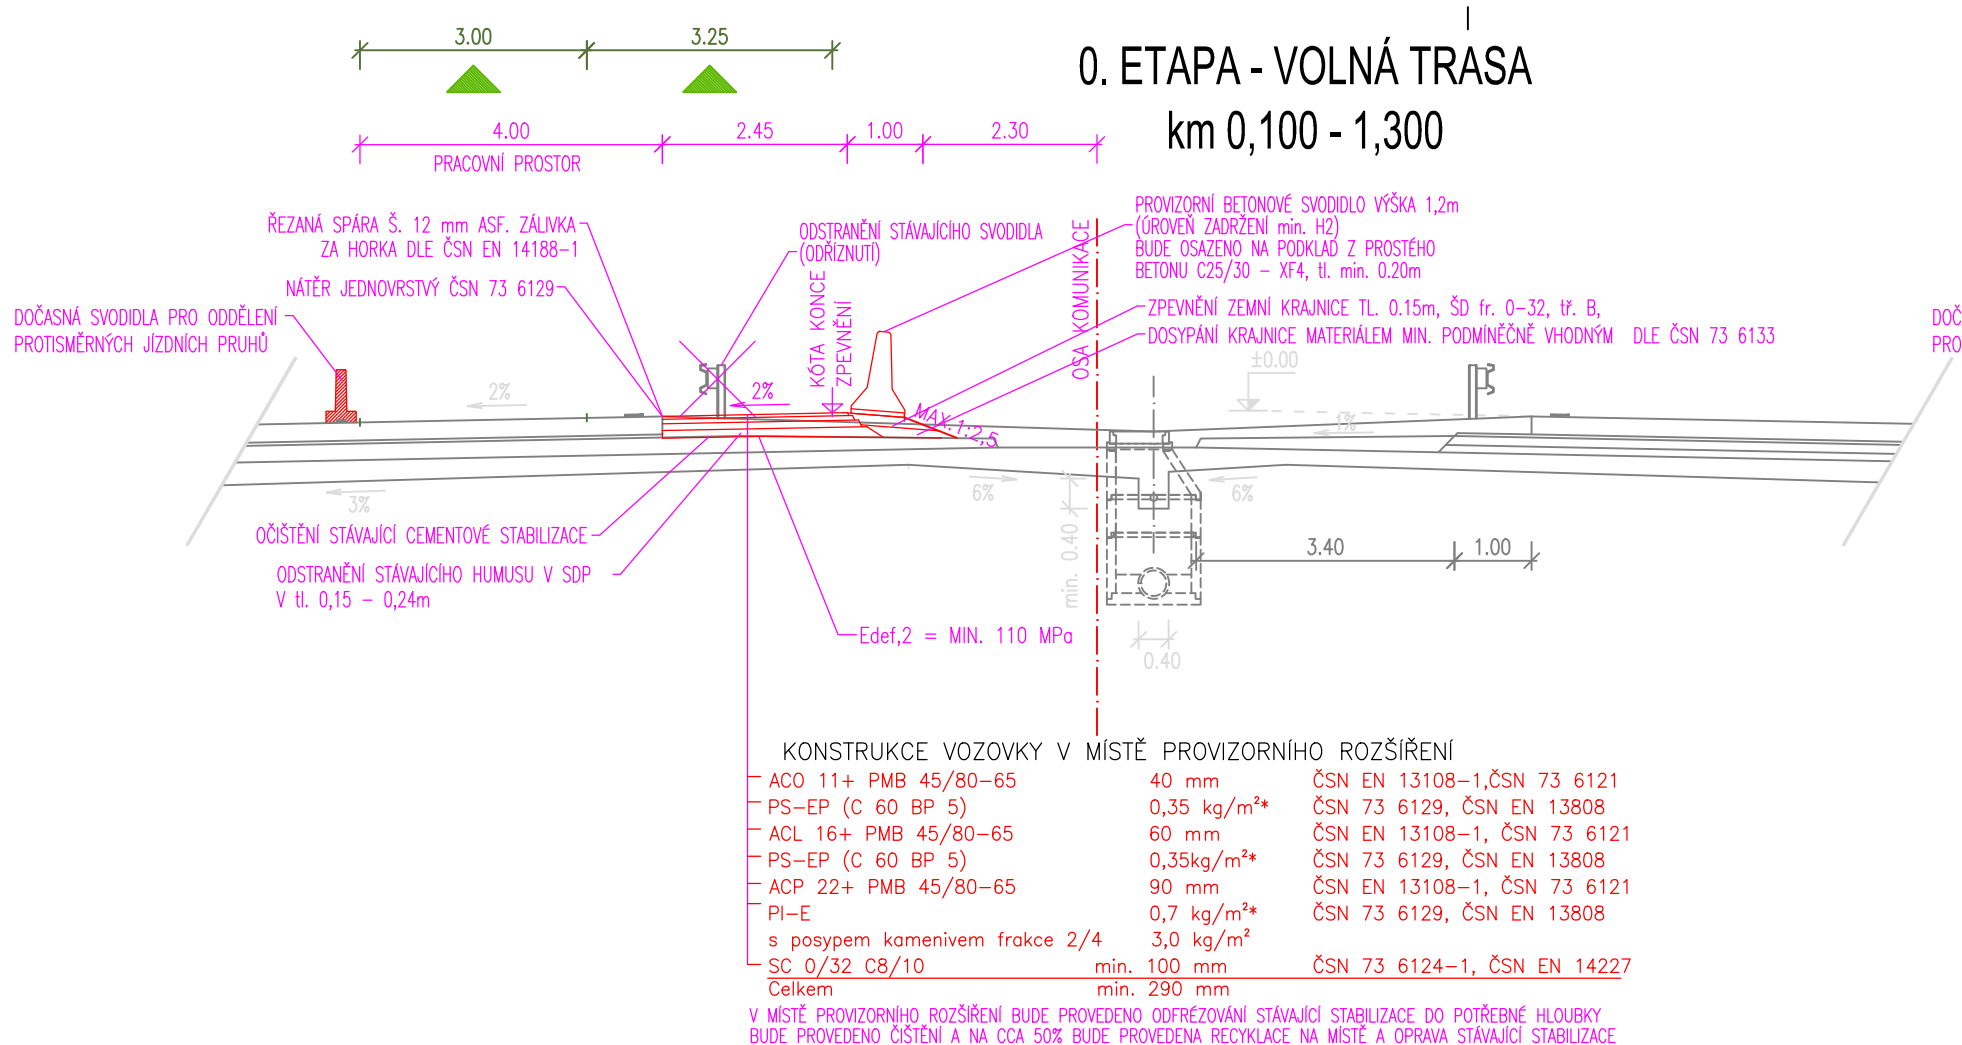 3.00 3.25
0. ETAPA - VOLNÁ TRASA
km 0,100 - 1,300
4.00 2.45 1.00 2.30
PRACOVNÍ PROSTOR
ŘEZANÁ SPÁRA Š. 12 mm ASF. ZÁLIVKA
ZA HORKA DLE ČSN EN 14188-1
NÁTĚR JEDNOVRSTVÝ ČSN 73 6129
DOČASNÁ SVODIDLA PRO ODDĚLENÍ
PROTISMĚRNÝCH JÍZDNÍCH PRUHŮ
ODSTRANĚNÍ STÁVAJÍCÍHO SVODIDLA
(ODŘÍZNUTÍ)
KÓTA KONCE
ZPEVNĚNÍ
OSA KOMUNIKACE
PROVIZORNÍ BETONOVÉ SVODIDLO VÝŠKA 1,2m
(ÚROVEŇ ZADRŽENÍ min. H2)
BUDE OSAZENO NA PODKLAD Z PROSTÉHO
BETONU C25/30 - XF4, tl. min. 0.20m
ZPEVNĚNÍ ZEMNÍ KRAJNICE TL. 0.15m, ŠD fr. 0-32, tř. B,
DOSYPÁNÍ KRAJNICE MATERIÁLEM MIN. PODMÍNĚČNĚ VHODNÝM DLE ČSN 73 6133
DOČ
PRO
±0.00
2%
2%
MAX. 1:2,5
1%
3%
6%
6%
OČIŠTĚNÍ STÁVAJÍCÍ CEMENTOVÉ STABILIZACE
ODSTRANĚNÍ STÁVAJÍCÍHO HUMUSU V SDP
V tl. 0,15 - 0,24m
min. 0.40
3.40 1.00
Edef,2 = MIN. 110 MPa
0.40
KONSTRUKCE VOZOVKY V MÍSTĚ PROVIZORNÍHO ROZŠÍŘENÍ
ACO 11+ PMB 45/80-65 40 mm ČSN EN 13108-1,ČSN 73 6121
PS-EP (C 60 BP 5) 0,35 kg/m²* ČSN 73 6129, ČSN EN 13808
ACL 16+ PMB 45/80-65 60 mm ČSN EN 13108-1, ČSN 73 6121
PS-EP (C 60 BP 5) 0,35kg/m²* ČSN 73 6129, ČSN EN 13808
ACP 22+ PMB 45/80-65 90 mm ČSN EN 13108-1, ČSN 73 6121
PI-E 0,7 kg/m²* ČSN 73 6129, ČSN EN 13808
s posypem kamenivem frakce 2/4 3,0 kg/m²
SC 0/32 C8/10 min. 100 mm ČSN 73 6124-1, ČSN EN 14227
Celkem min. 290 mm
V MÍSTĚ PROVIZORNÍHO ROZŠÍŘENÍ BUDE PROVEDENO ODFRÉZOVÁNÍ STÁVAJÍCÍ STABILIZACE DO POTŘEBNÉ HLOUBKY
BUDE PROVEDENO ČIŠTĚNÍ A NA CCA 50% BUDE PROVEDENA RECYKLACE NA MÍSTĚ A OPRAVA STÁVAJÍCÍ STABILIZACE